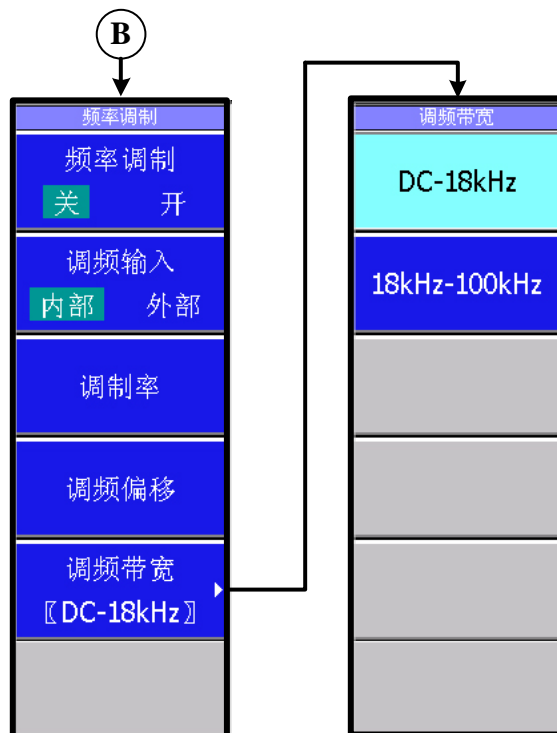 B
频率调制
频率调制
关 开
调频输入
内部 外部
调制率
调频偏移
调频带宽
〖DC-18kHz〗
调频带宽
DC-18kHz
18kHz-100kHz